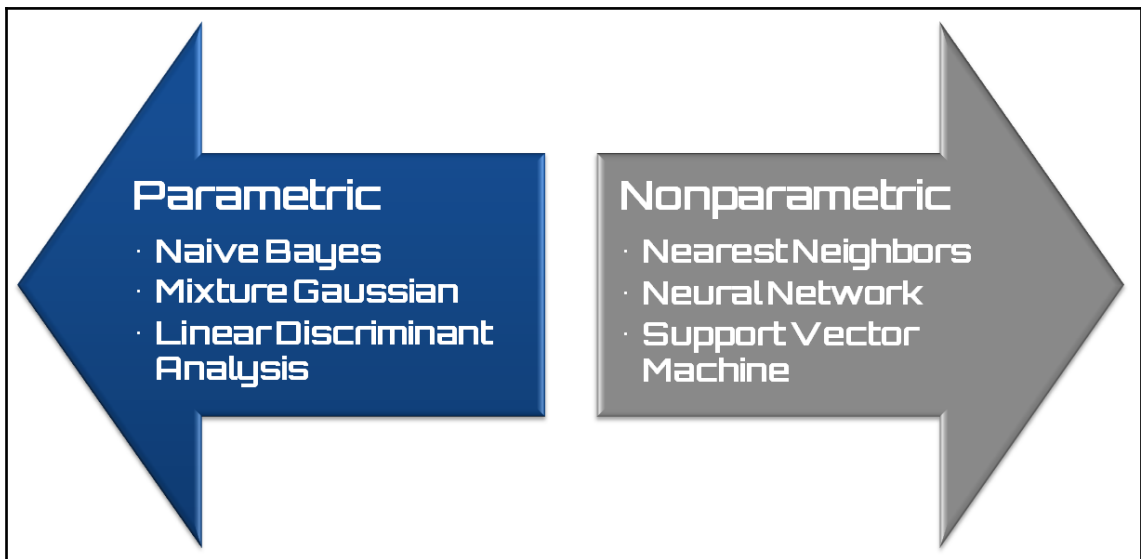 Parametric
· Naive Bayes
· Mixture Gaussian
· Linear Discriminant
Analysis
Nonparametric
· Nearest Neighbors
· Neural Network
· Support Vector
Machine